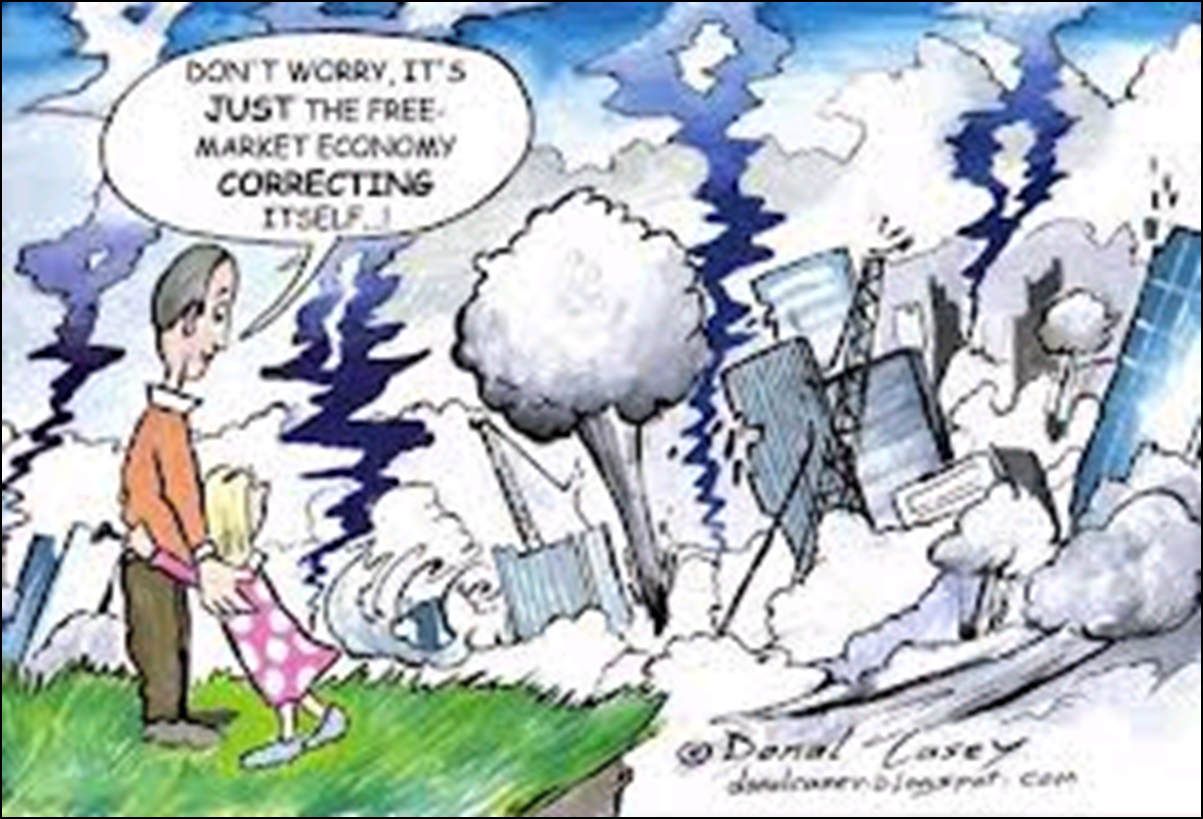 DON'T WORRY, IT'S
JUST THE FREE-
MARKET ECONOMY
CORRECTING
ITSELF..!
© Donal Casey
donalcasey.blogspot.com